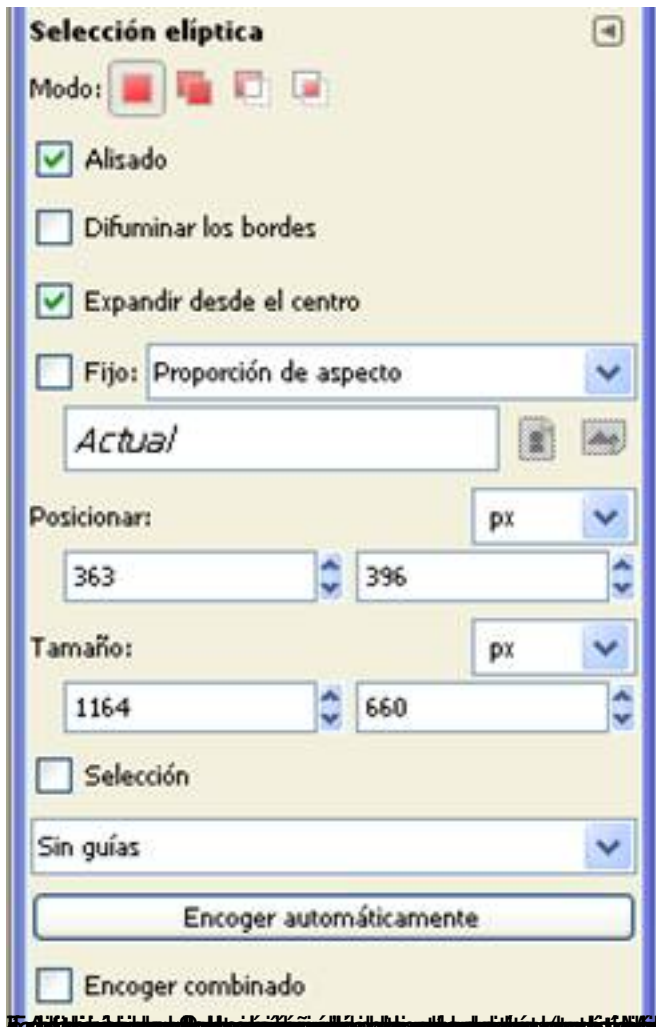 Selección elíptica
Modo:
Alisado
Difuminar los bordes
Expandir desde el centro
Fijo: Proporción de aspecto
Actual
Posicionar: px
363 396
Tamaño: px
1164 660
Selección
Sin guías
Encoger automáticamente
Encoger combinado